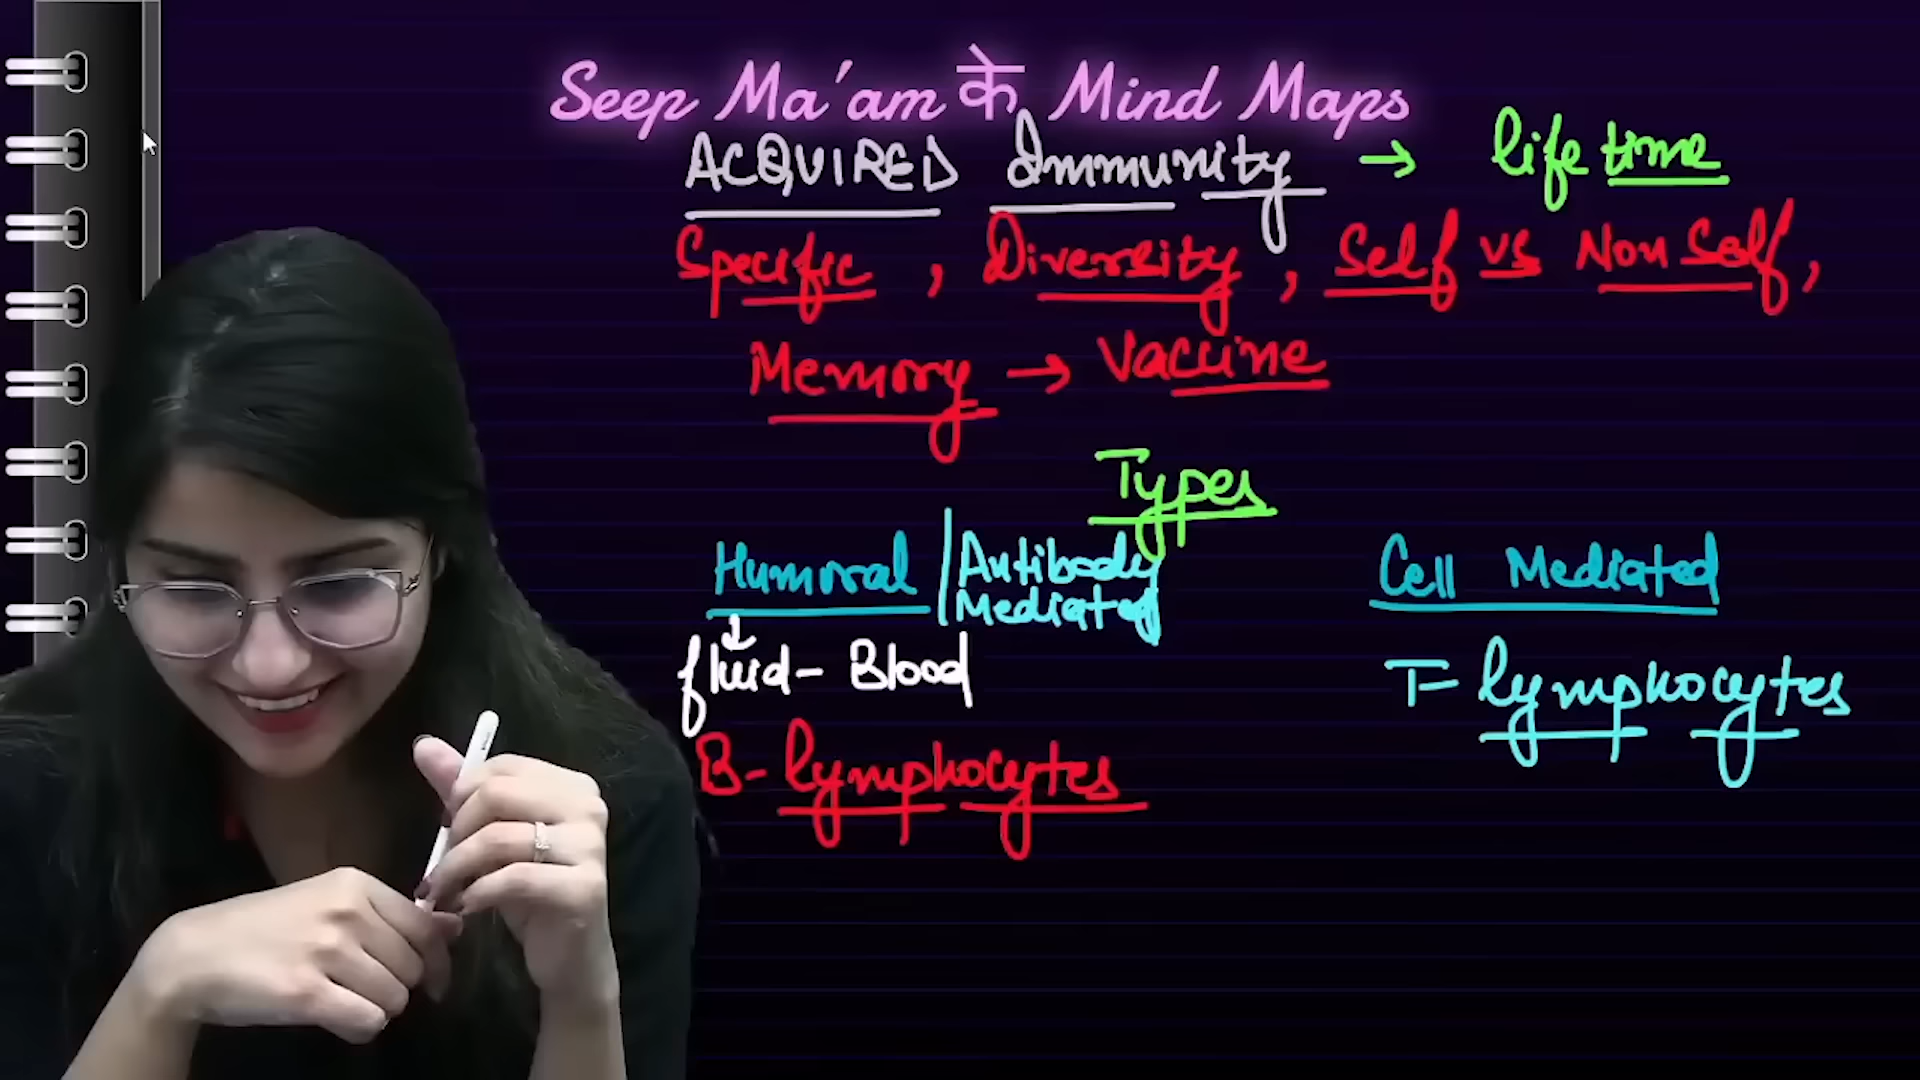 Seep Ma'am के Mind Maps
ACQUIRED Immunity → life time
Specific, Diversity, Self vs Non Self,
Memory → Vaccine
Types
Humoral / Antibody Mediated
Cell Mediated
↓
fluid - Blood
T- lymphocytes
B- lymphocytes